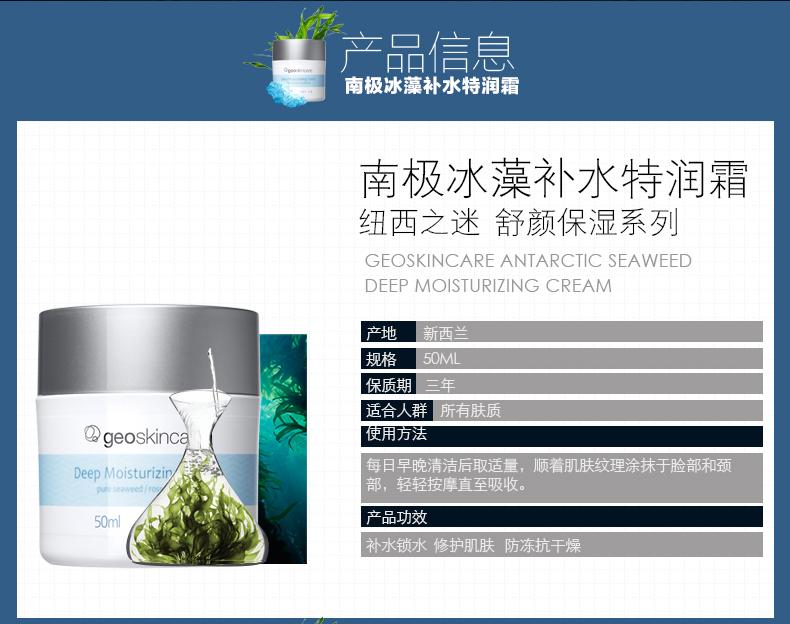 产品信息
南极冰藻补水特润霜
南极冰藻补水特润霜
纽西之迷 舒颜保湿系列
GEOSKINCARE ANTARCTIC SEAWEED
DEEP MOISTURIZING CREAM
产地 新西兰
规格 50ML
保质期 三年
适合人群 所有肤质
使用方法
每日早晚清洁后取适量，顺着肌肤纹理涂抹于脸部和颈
部，轻轻按摩直至吸收。
产品功效
补水锁水 修护肌肤 防冻抗干燥
geoskinca
Deep Moisturizin
pure seaweed / ros
50ml